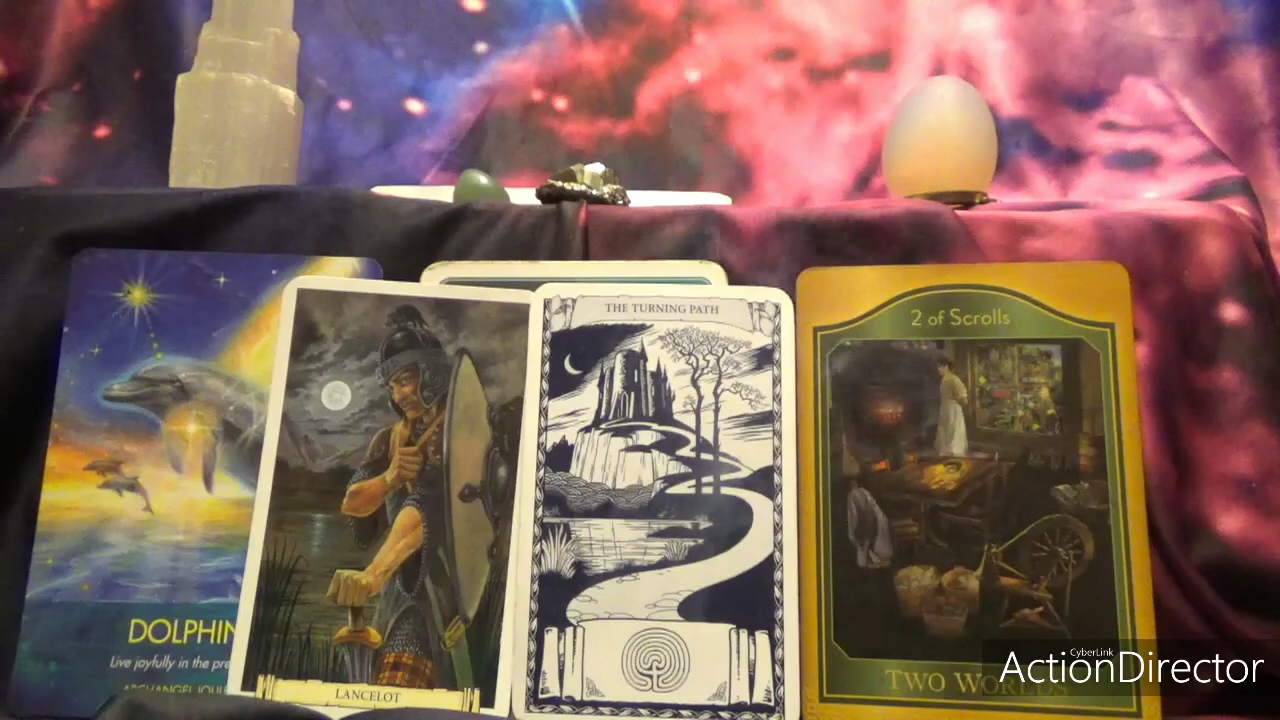 DOLPHIN
Live joyfully in the pre
LANCELOT
THE TURNING PATH
2 of Scrolls
TWO WORLDS
CyberLink
ActionDirector